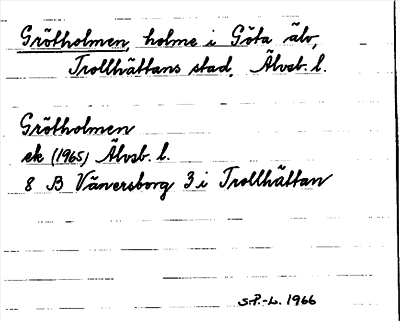 Grötholmen, holme i Göta älv,
Trollhättans stad, Älvsb. l.
Grötholmen
ek (1965) Älvsb. l.
8 B Vänersborg 3 i Trollhättan
S.P.-L. 1966